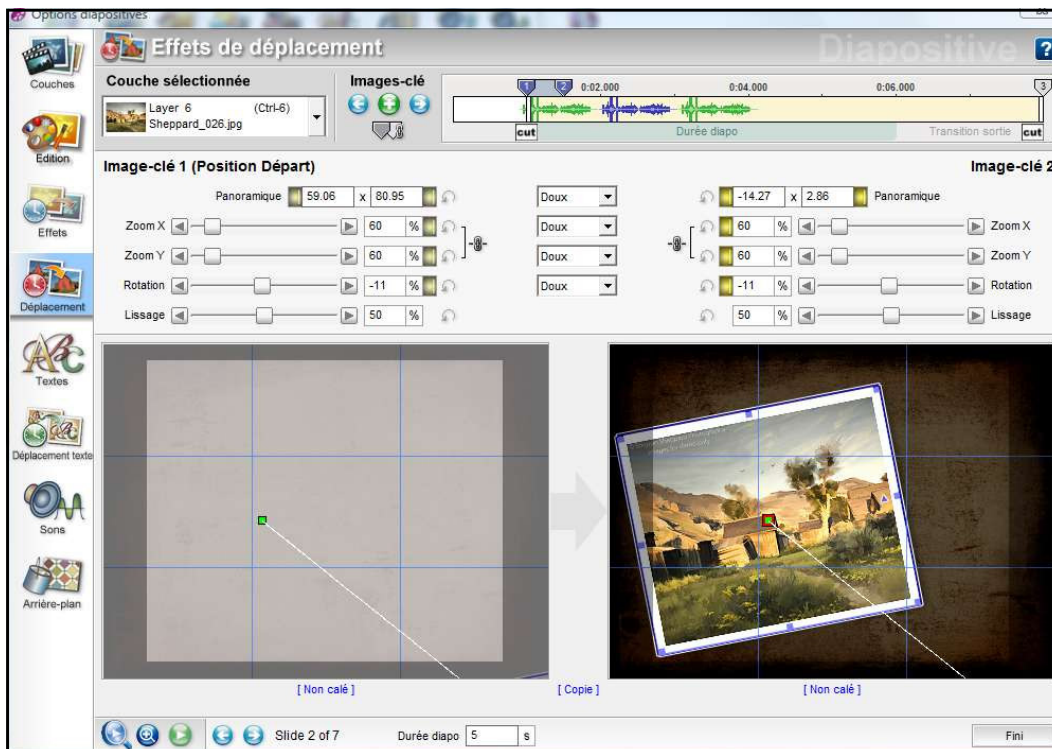 Options diapositives
Effets de déplacement
Diapositive ?
Couches
Edition
Effets
Déplacement
Textes
Déplacement texte
Sons
Arrière-plan
Couche sélectionnée
Layer 6 (Ctrl-6)
Sheppard_026.jpg
Images-clé
1 2 0:02.000 0:04.000 0:06.000 3
cut Durée diapo Transition sortie cut
Image-clé 1 (Position Départ) Image-clé 2
Panoramique 59.06 x 80.95 Doux -14.27 x 2.86 Panoramique
Zoom X 60 % Doux 60 % Zoom X
Zoom Y 60 % Doux 60 % Zoom Y
Rotation -11 % Doux -11 % Rotation
Lissage 50 % 50 % Lissage
[ Non calé ] [ Copie ] [ Non calé ]
Slide 2 of 7 Durée diapo 5 s Fini